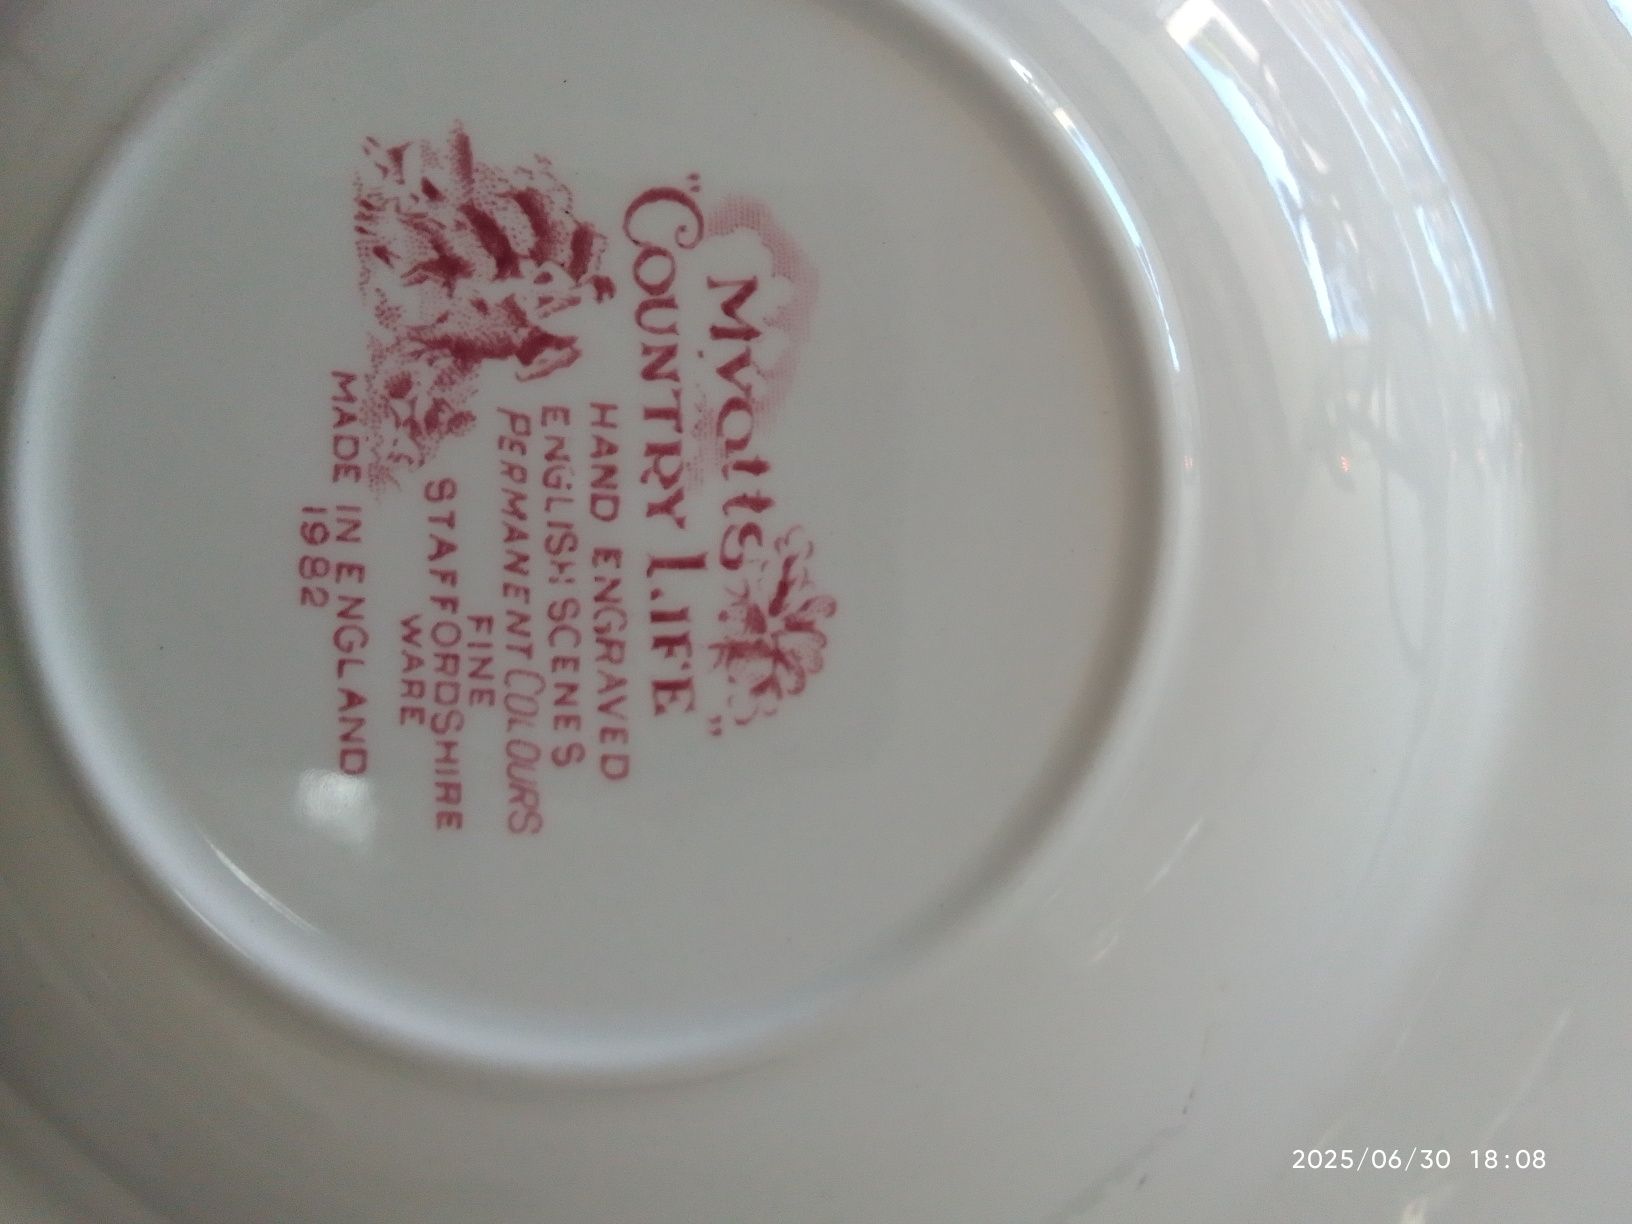 Myatts
"COUNTRY LIFE"
HAND ENGRAVED
ENGLISH SCENES
PERMANENT COLOURS
FINE
STAFFORDSHIRE
WARE
MADE IN ENGLAND
1982
2025/06/30 18:08